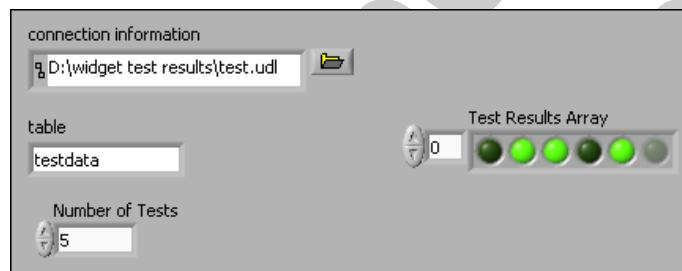 connection information
D:\widget test results\test.udl
table
testdata
Test Results Array
0
Number of Tests
5